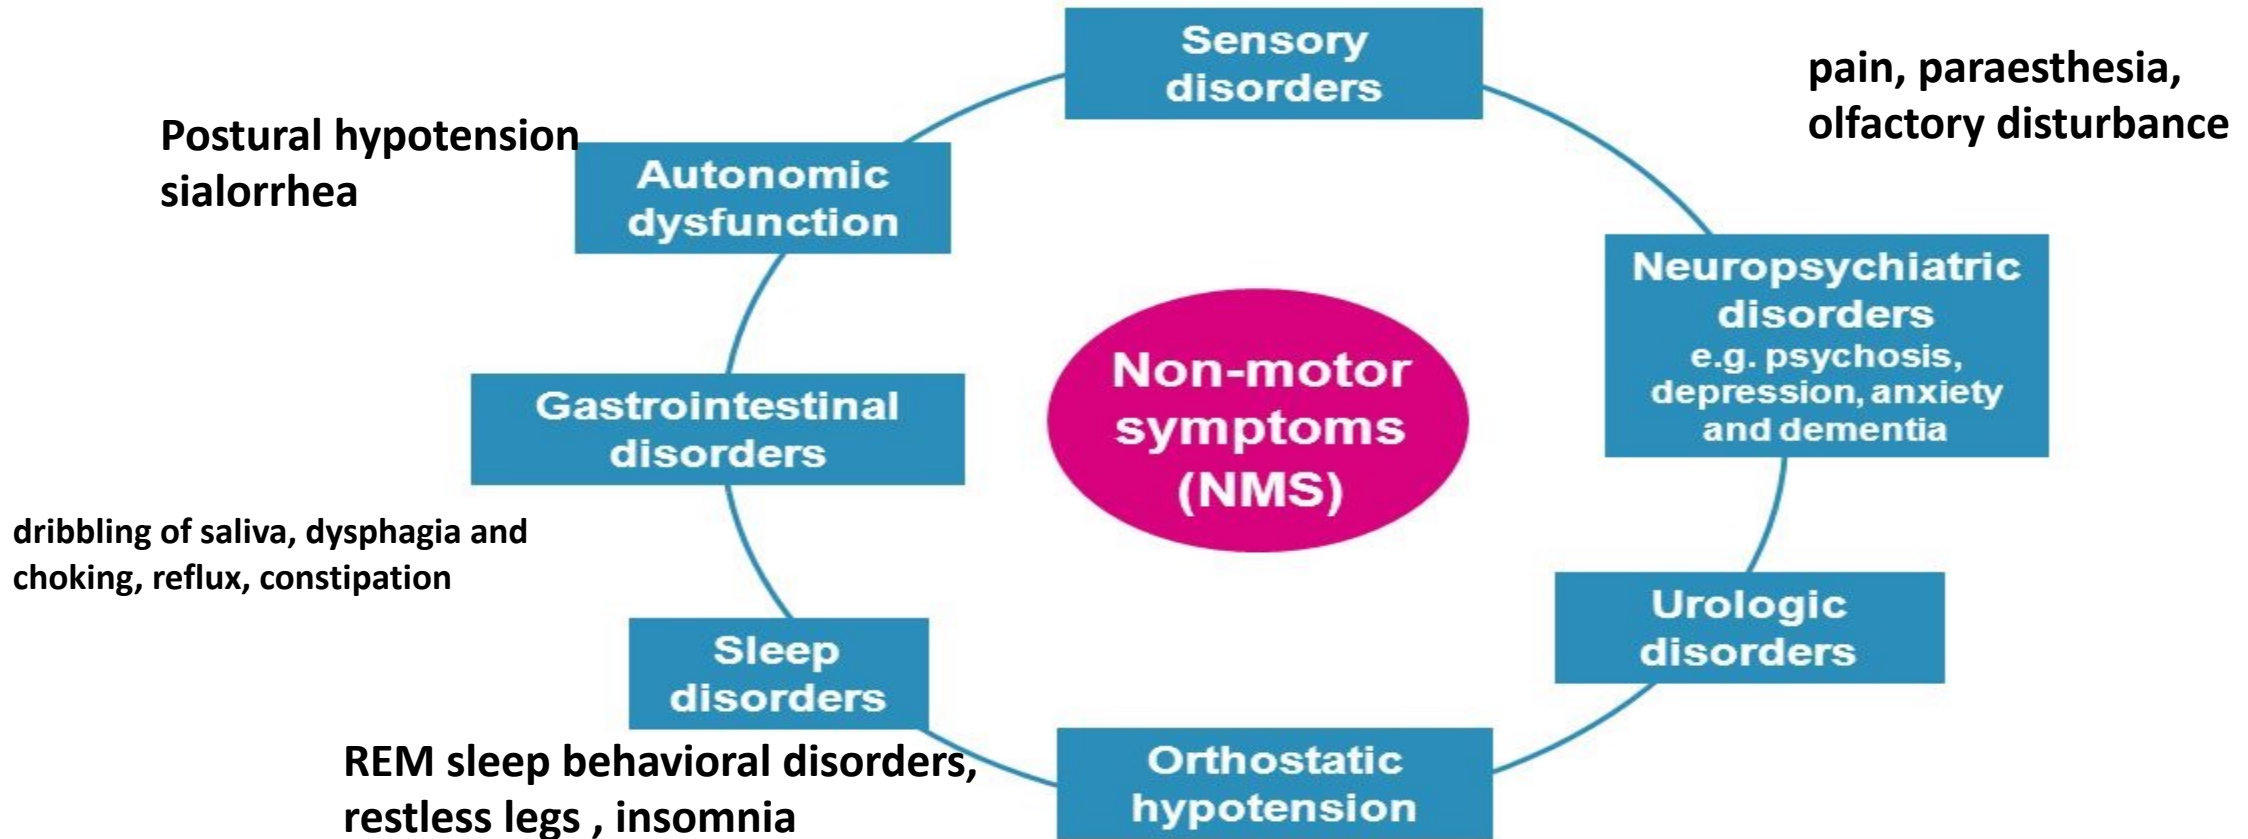 Sensory
disorders
pain, paraesthesia,
olfactory disturbance
Postural hypotension
sialorrhea
Autonomic
dysfunction
Neuropsychiatric
disorders
e.g. psychosis,
depression, anxiety
and dementia
Non-motor
symptoms
(NMS)
Gastrointestinal
disorders
dribbling of saliva, dysphagia and
choking, reflux, constipation
Urologic
disorders
Sleep
disorders
REM sleep behavioral disorders,
restless legs , insomnia
Orthostatic
hypotension